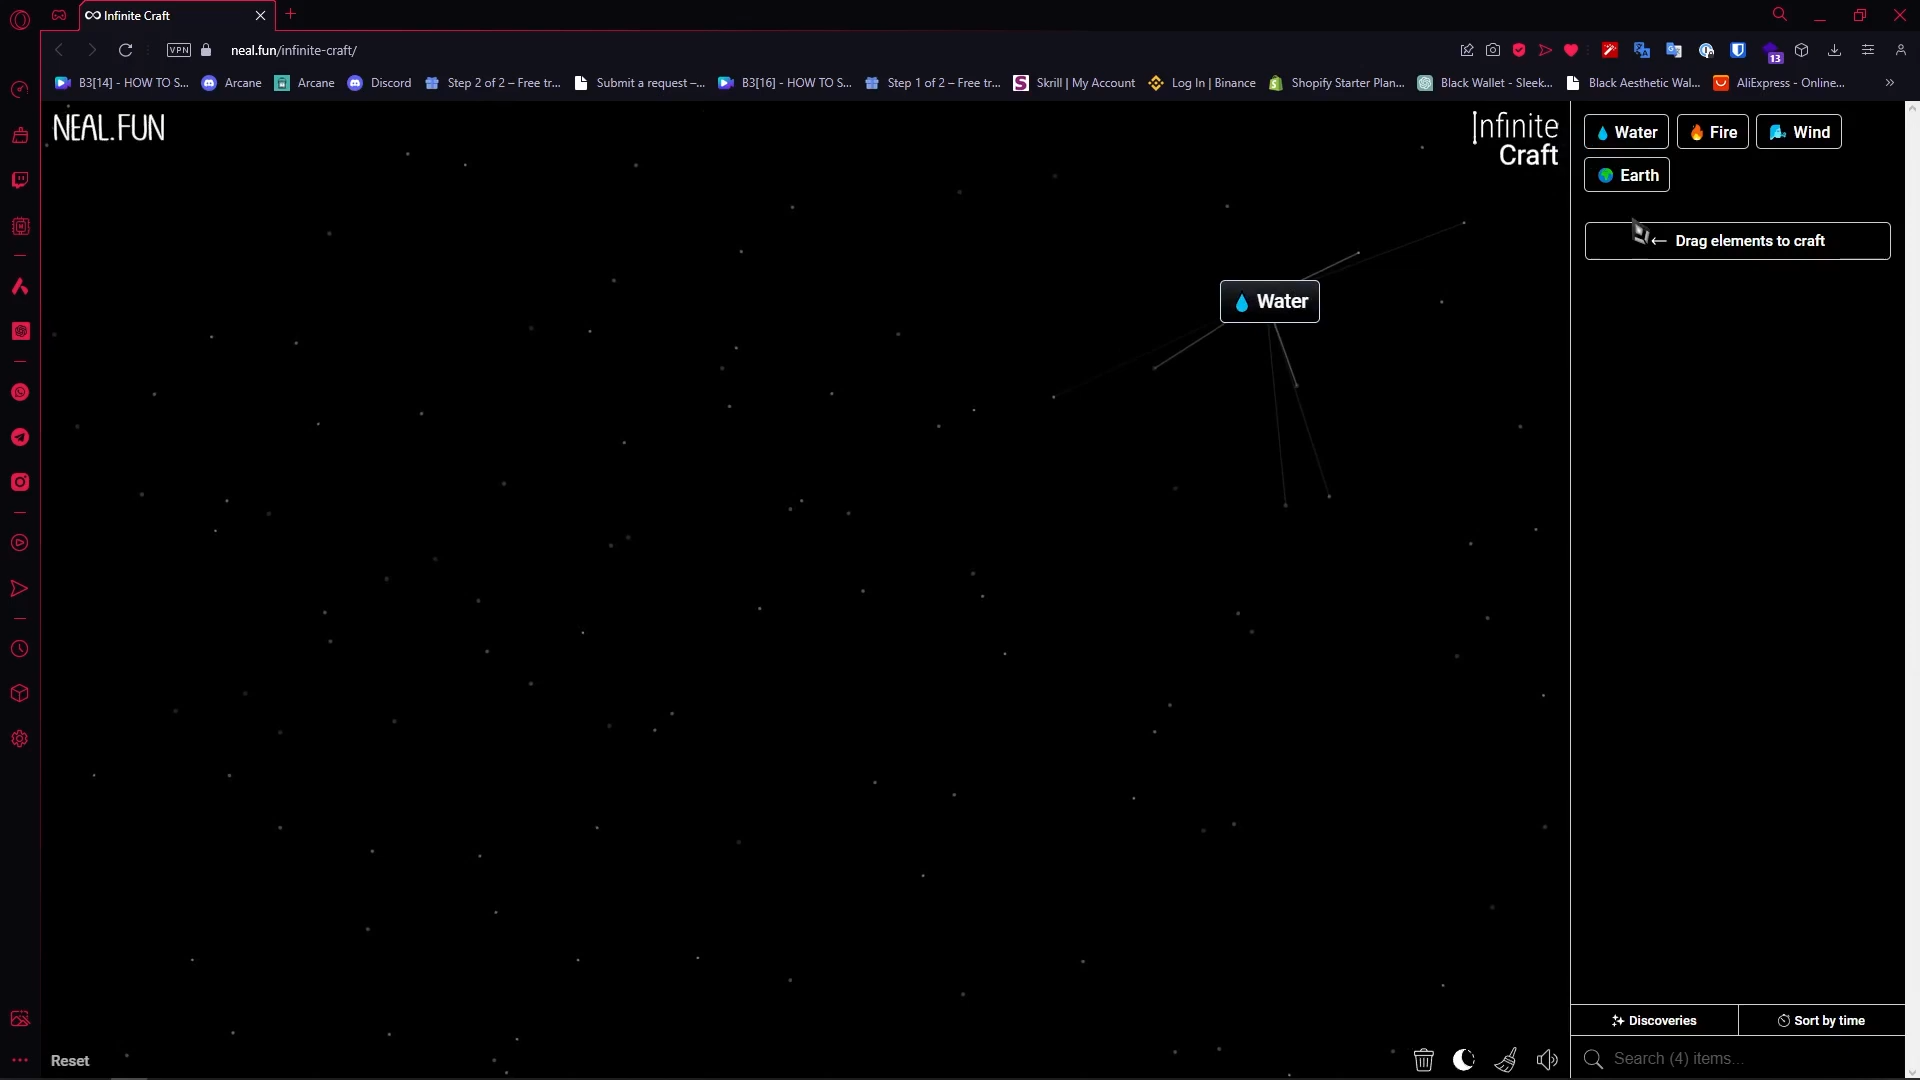 Infinite Craft
VPN
neal.fun/infinite-craft/
13
B3[14] - HOW TO S...
Arcane
Arcane
Discord
Step 2 of 2 – Free tr...
Submit a request –...
B3[16] - HOW TO S...
Step 1 of 2 – Free tr...
Skrill | My Account
Log In | Binance
Shopify Starter Plan...
Black Wallet - Sleek...
Black Aesthetic Wal...
AliExpress - Online...
NEAL.FUN
Infinite
Craft
Water
Fire
Wind
Earth
← Drag elements to craft
Water
Discoveries
Sort by time
Reset
Search (4) items...